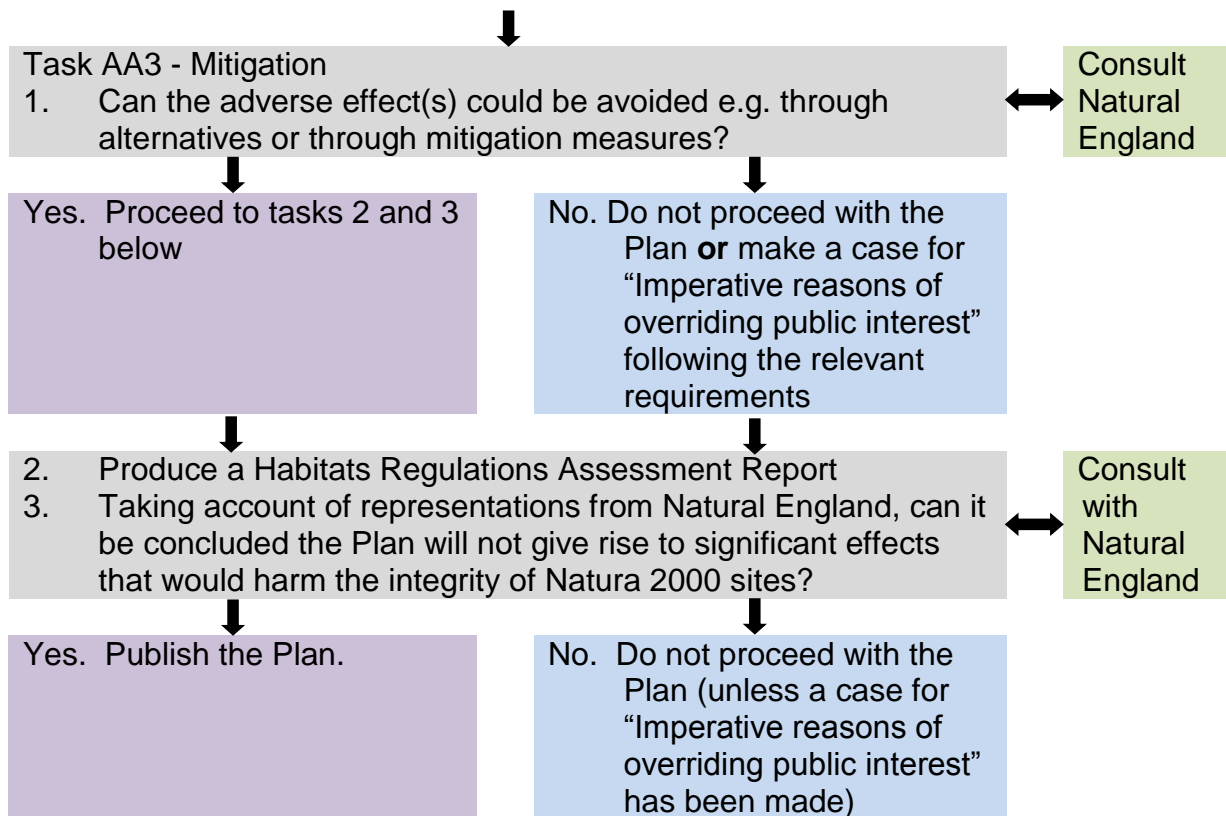 Task AA3 - Mitigation
1. Can the adverse effect(s) could be avoided e.g. through
alternatives or through mitigation measures?
Consult
Natural
England
Yes. Proceed to tasks 2 and 3
below
No. Do not proceed with the
Plan or make a case for
“Imperative reasons of
overriding public interest”
following the relevant
requirements
2. Produce a Habitats Regulations Assessment Report
3. Taking account of representations from Natural England, can it
be concluded the Plan will not give rise to significant effects
that would harm the integrity of Natura 2000 sites?
Consult
with
Natural
England
Yes. Publish the Plan.
No. Do not proceed with the
Plan (unless a case for
“Imperative reasons of
overriding public interest”
has been made)